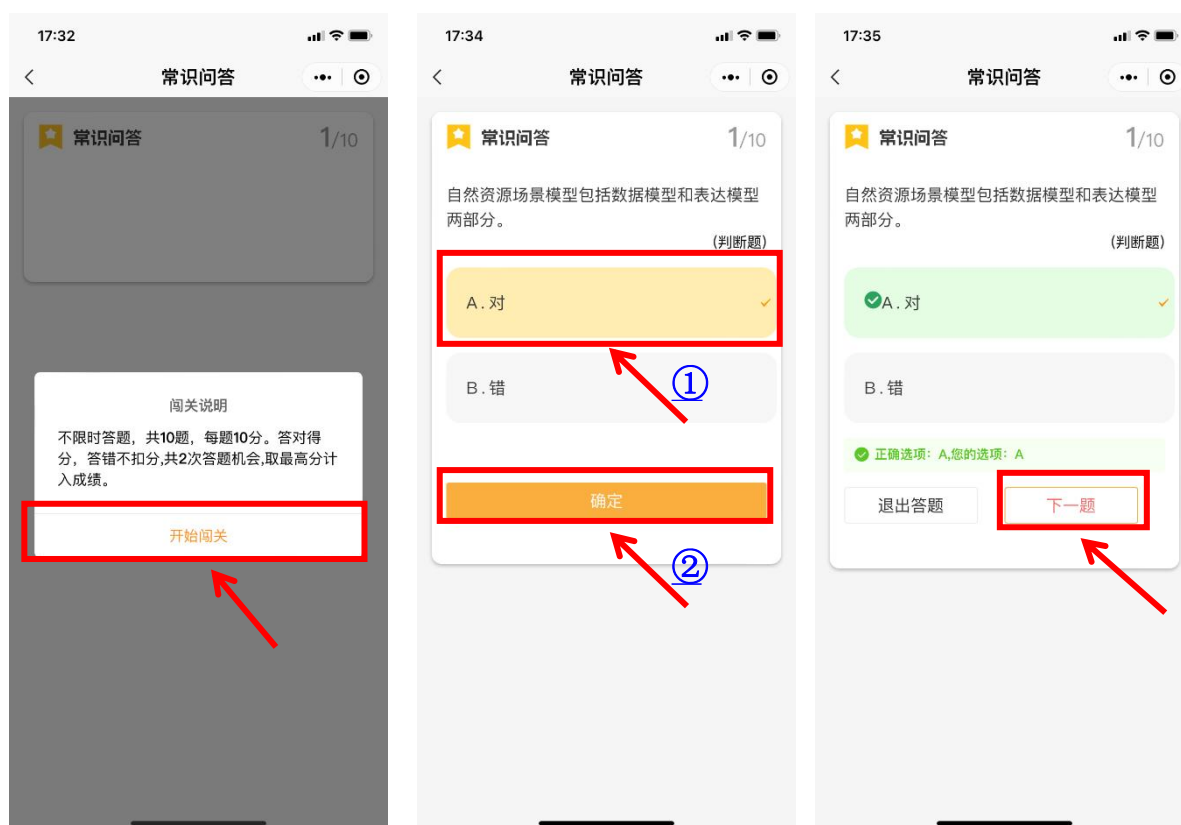 17:32
常识问答
常识问答
1/10
闯关说明
不限时答题，共10题，每题10分。答对得
分，答错不扣分,共2次答题机会,取最高分计
入成绩。
开始闯关
17:34
常识问答
常识问答
1/10
自然资源场景模型包括数据模型和表达模型
两部分。
(判断题)
A.对
①
B.错
确定
②
17:35
常识问答
常识问答
1/10
自然资源场景模型包括数据模型和表达模型
两部分。
(判断题)
A.对
B.错
正确选项：A,您的选项：A
退出答题
下一题